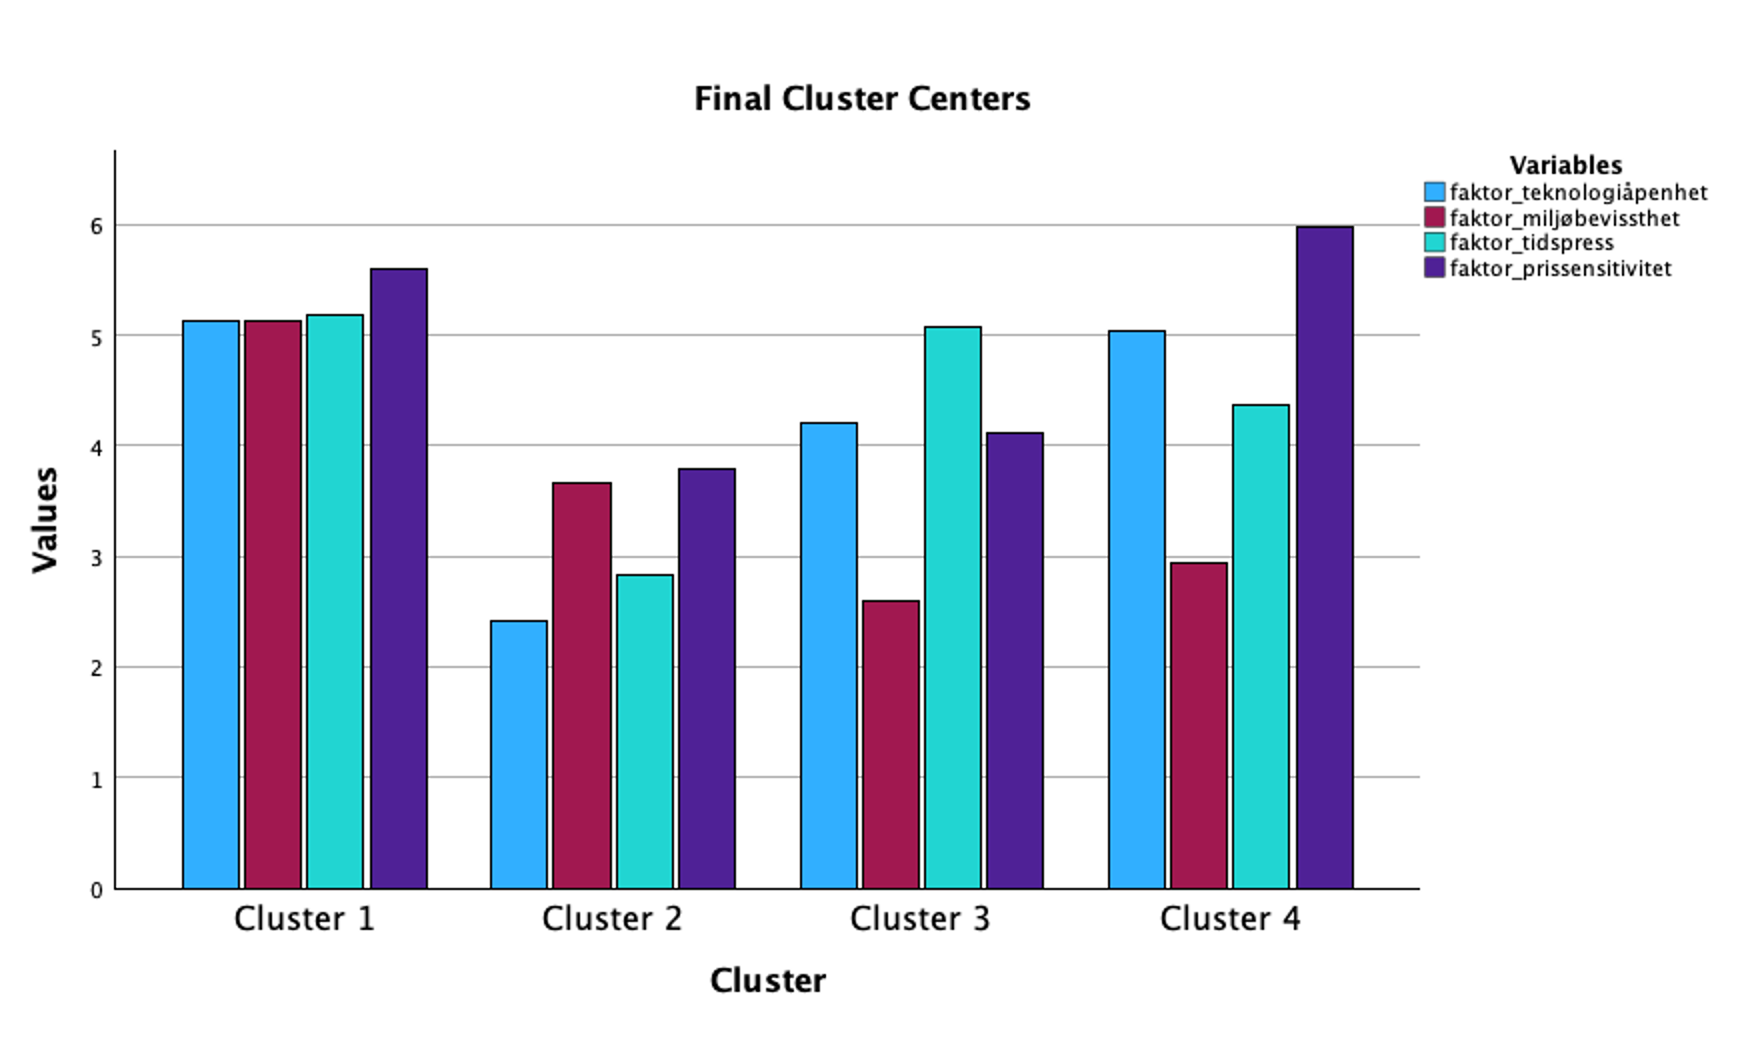 Final Cluster Centers
Variables
faktor_teknologiåpenhet
faktor_miljøbevissthet
faktor_tidspress
faktor_prissensitivitet
6
5
4
3
2
1
0
Values
Cluster 1
Cluster 2
Cluster 3
Cluster 4
Cluster